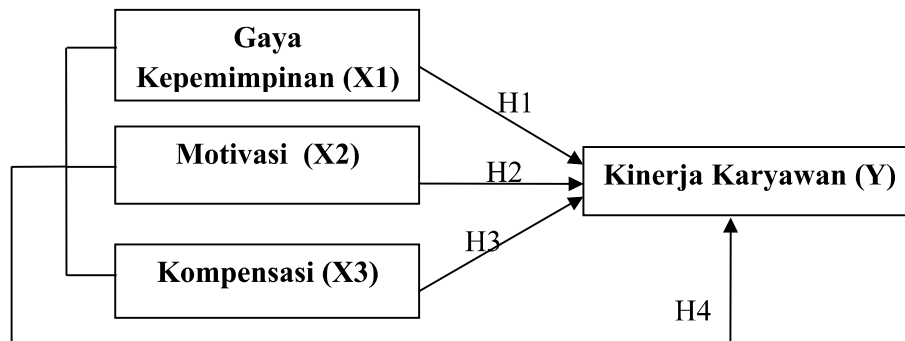 Gaya
Kepemimpinan (X1)
H1
Motivasi (X2)
H2
Kinerja Karyawan (Y)
H3
Kompensasi (X3)
H4